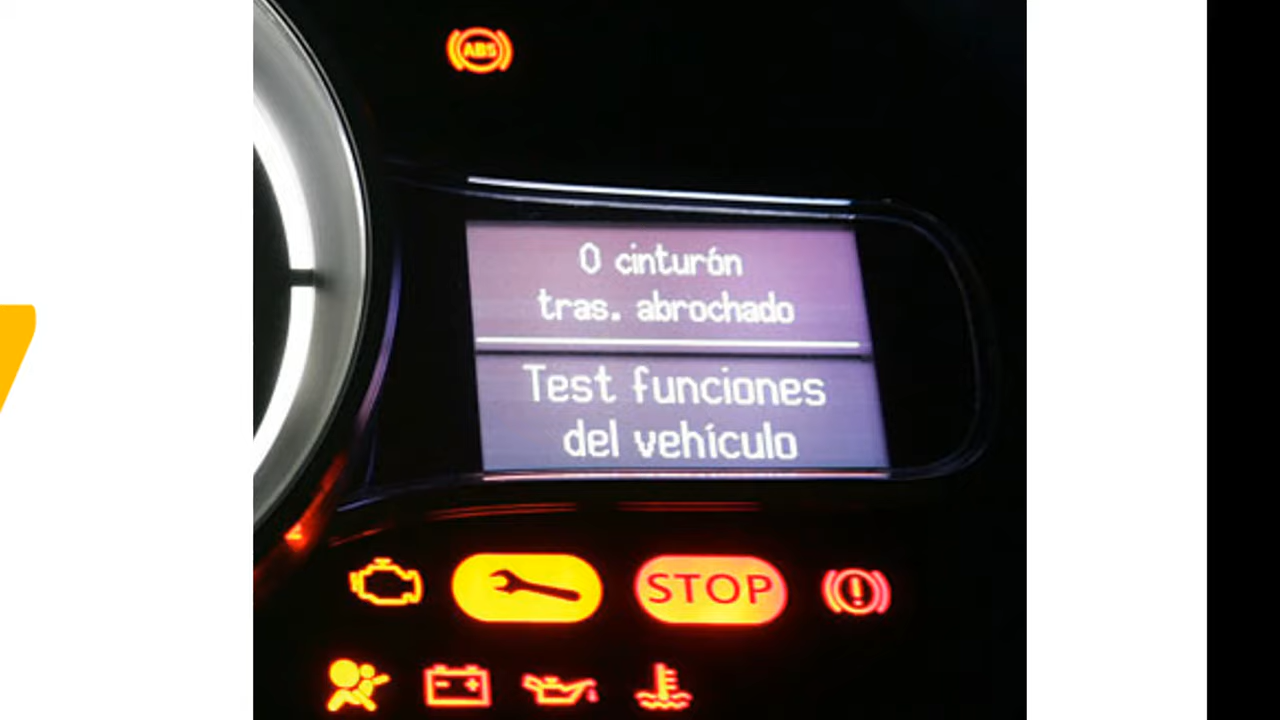 ABS
0 cinturón
tras. abrochado
Test funciones
del vehículo
STOP